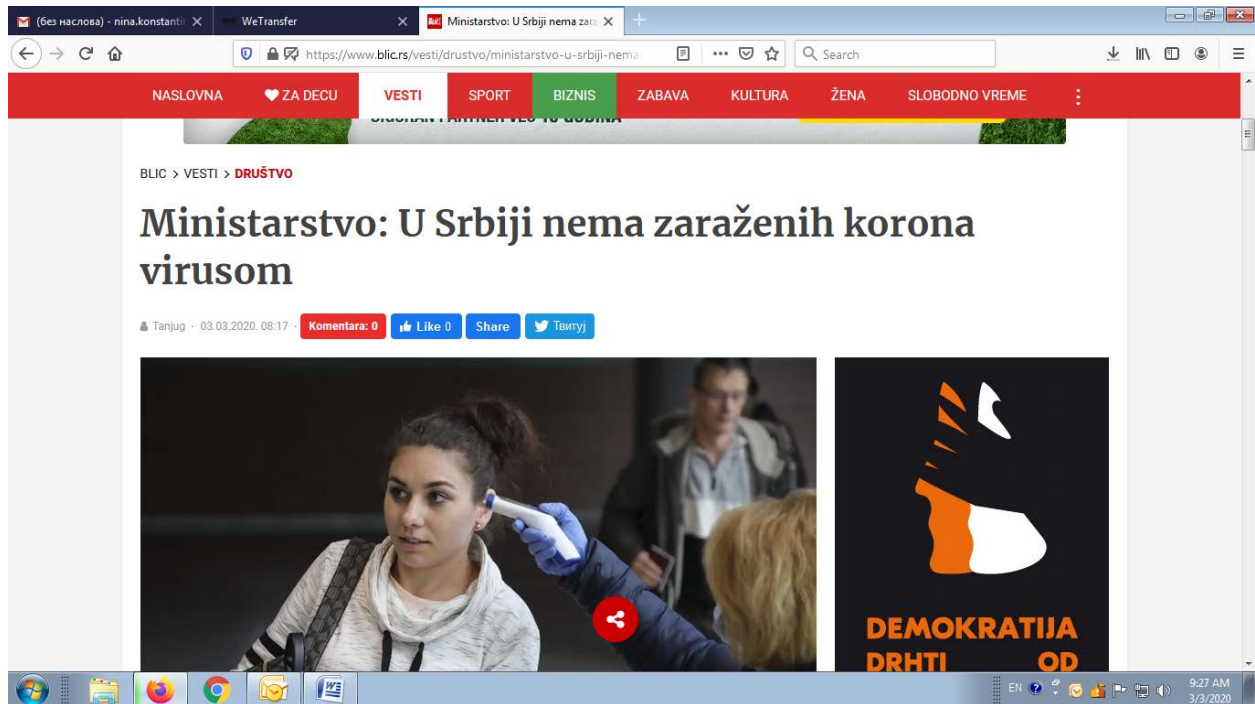 (без наслова) - nina.konstantin
WeTransfer
Ministarstvo: U Srbiji nema zara
https://www.blic.rs/vesti/drustvo/ministarstvo-u-srbiji-nema
Search
NASLOVNA ZA DECU VESTI SPORT BIZNIS ZABAVA KULTURA ŽENA SLOBODNO VREME
BLIC > VESTI > DRUŠTVO
Ministarstvo: U Srbiji nema zaraženih korona
virusom
Tanjug · 03.03.2020. 08:17 · Komentara: 0 Like 0 Share Твитуј
DEMOKRATIJA
DRHTI OD
EN
9:27 AM
3/3/2020